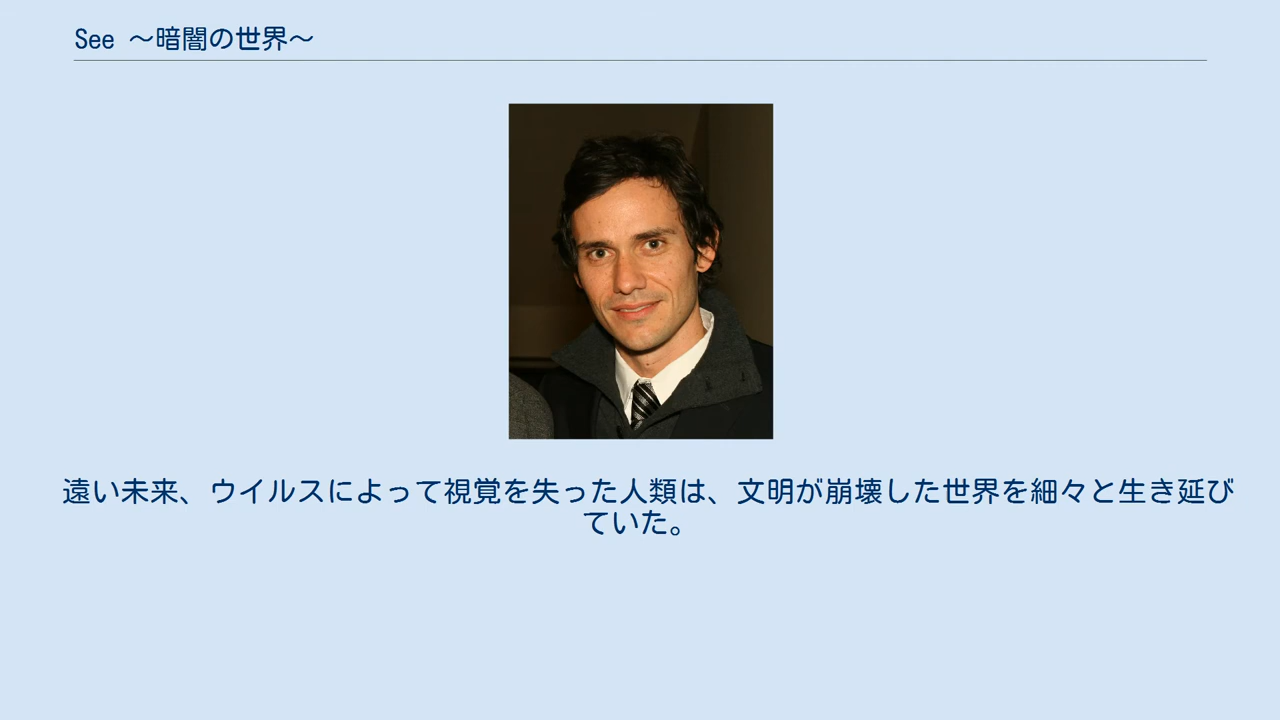 See ～暗闇の世界～
遠い未来、ウイルスによって視覚を失った人類は、文明が崩壊した世界を細々と生き延び
ていた。